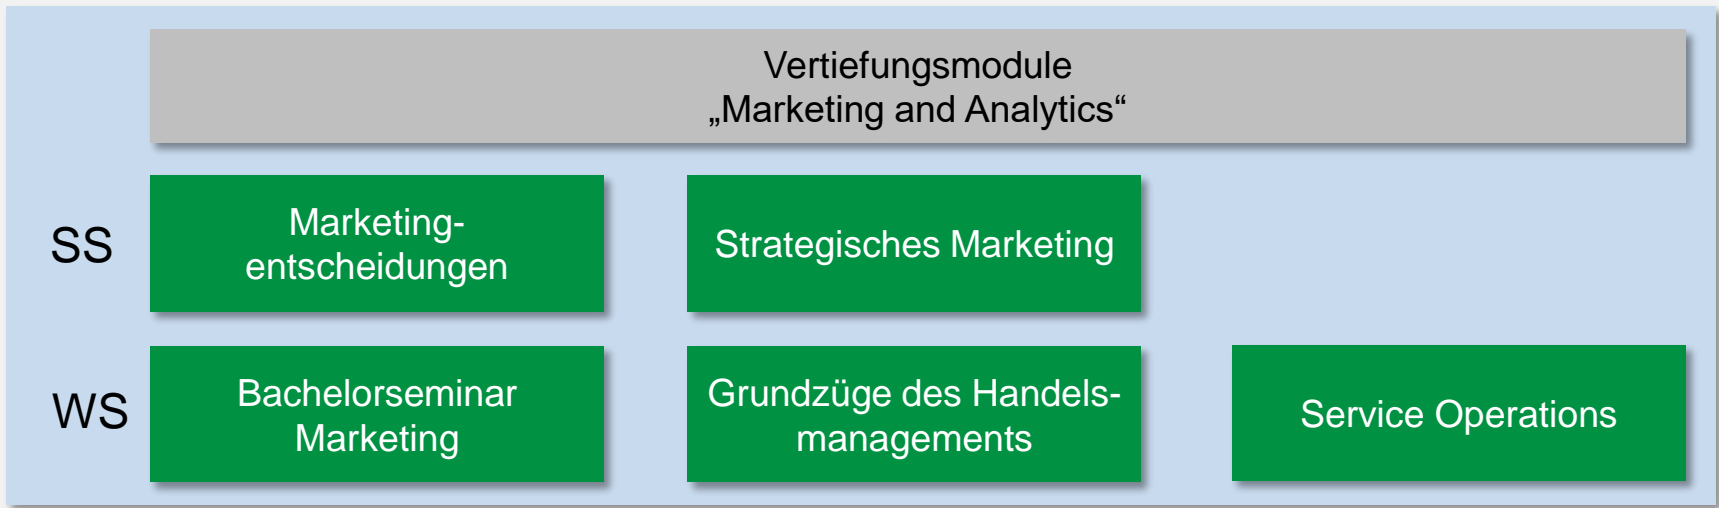 Vertiefungsmodule
„Marketing and Analytics“
SS
Marketing-
entscheidungen
Strategisches Marketing
WS
Bachelorseminar
Marketing
Grundzüge des Handels-
managements
Service Operations